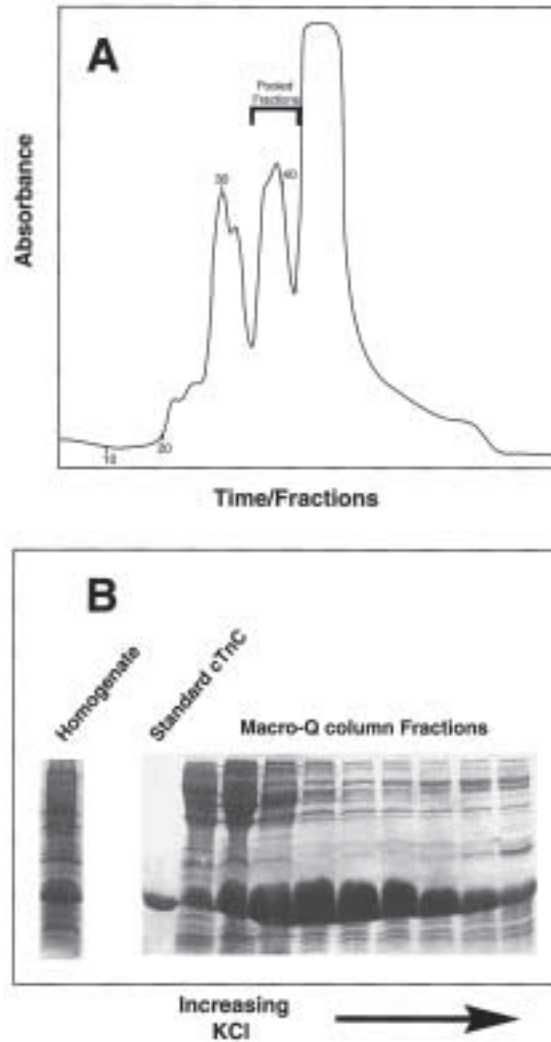 A
Pooled
Fractions
30
40
10
20
Absorbance
Time/Fractions
B
Homogenate
Standard cTnC
Macro-Q column Fractions
Increasing
KCl